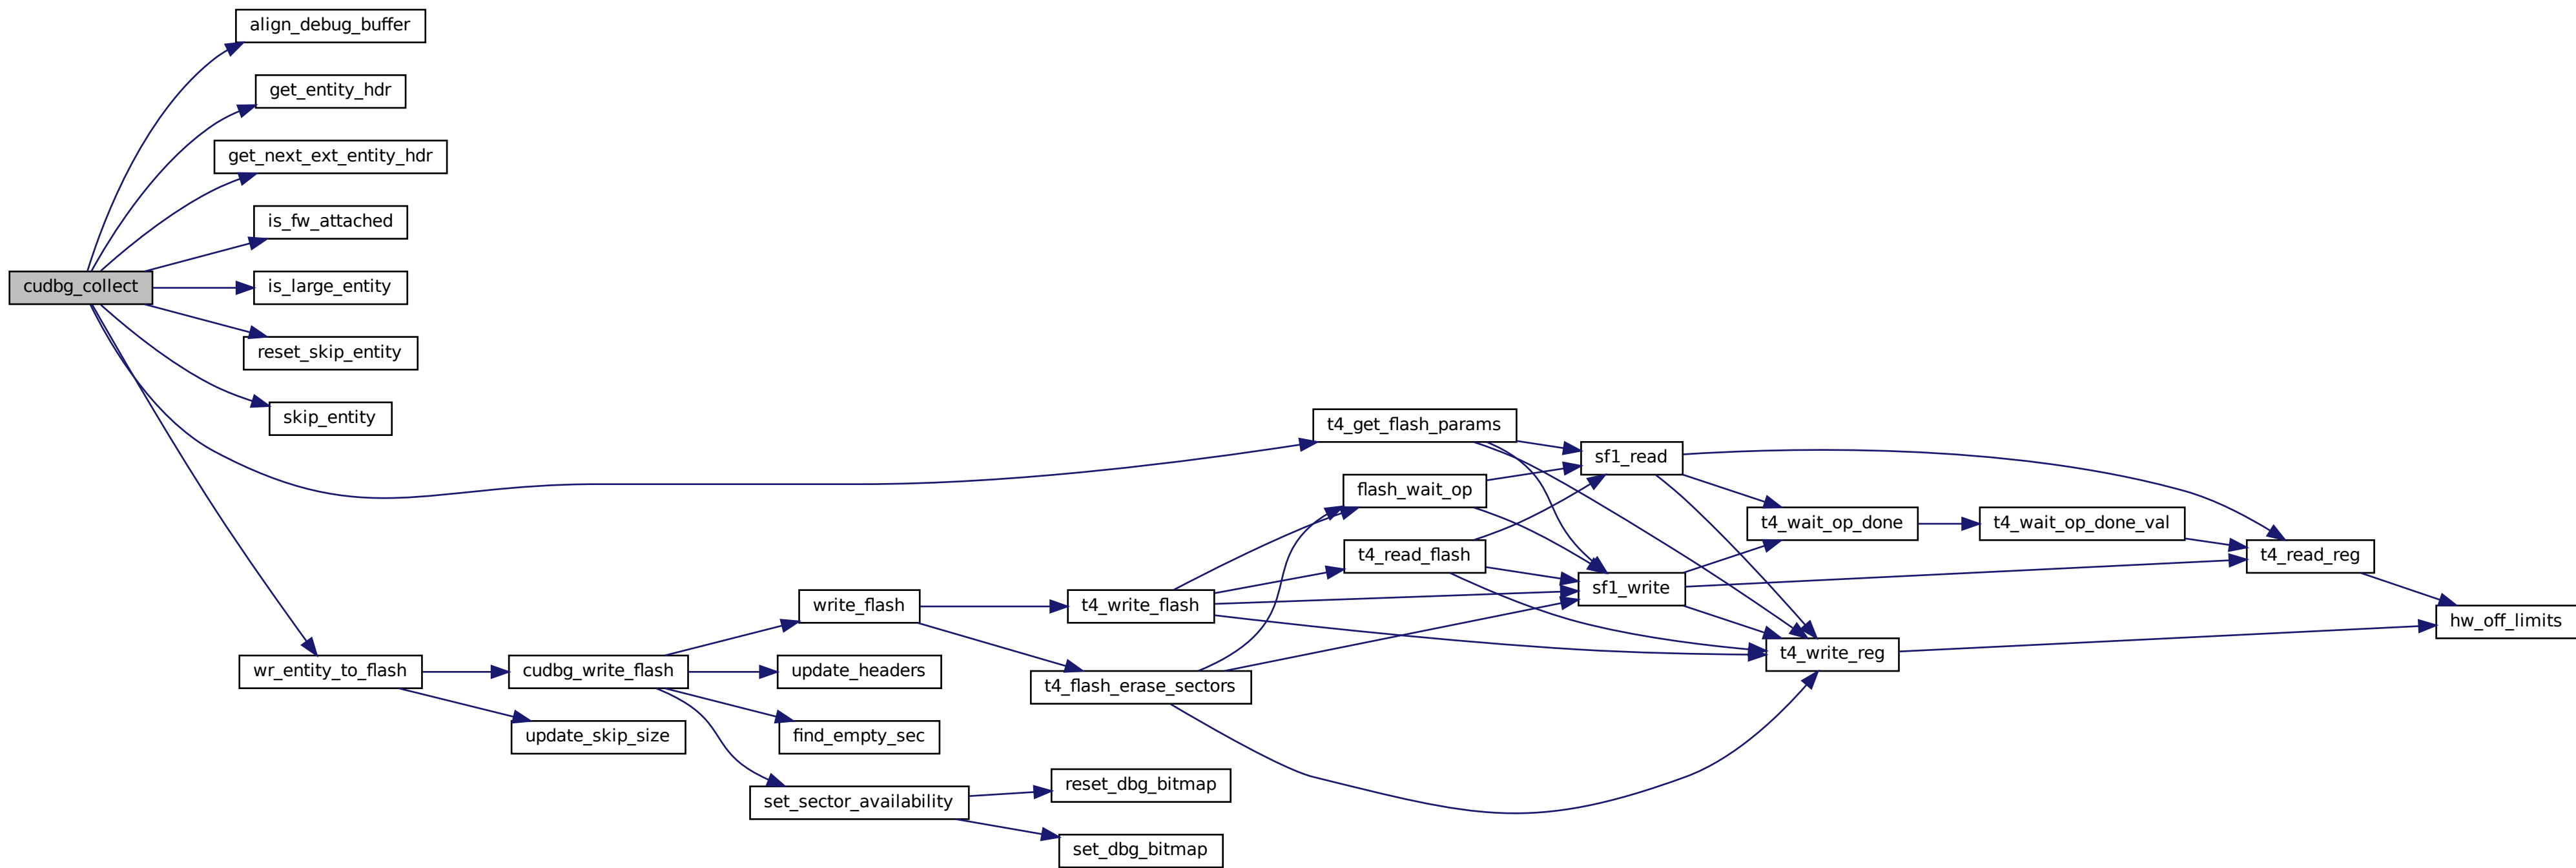 align_debug_buffer
get_entity_hdr
get_next_ext_entity_hdr
is_fw_attached
cudbg_collect
is_large_entity
reset_skip_entity
skip_entity
t4_get_flash_params
sf1_read
flash_wait_op
t4_wait_op_done
t4_wait_op_done_val
t4_read_flash
t4_read_reg
sf1_write
write_flash
t4_write_flash
hw_off_limits
t4_write_reg
wr_entity_to_flash
cudbg_write_flash
update_headers
t4_flash_erase_sectors
update_skip_size
find_empty_sec
reset_dbg_bitmap
set_sector_availability
set_dbg_bitmap